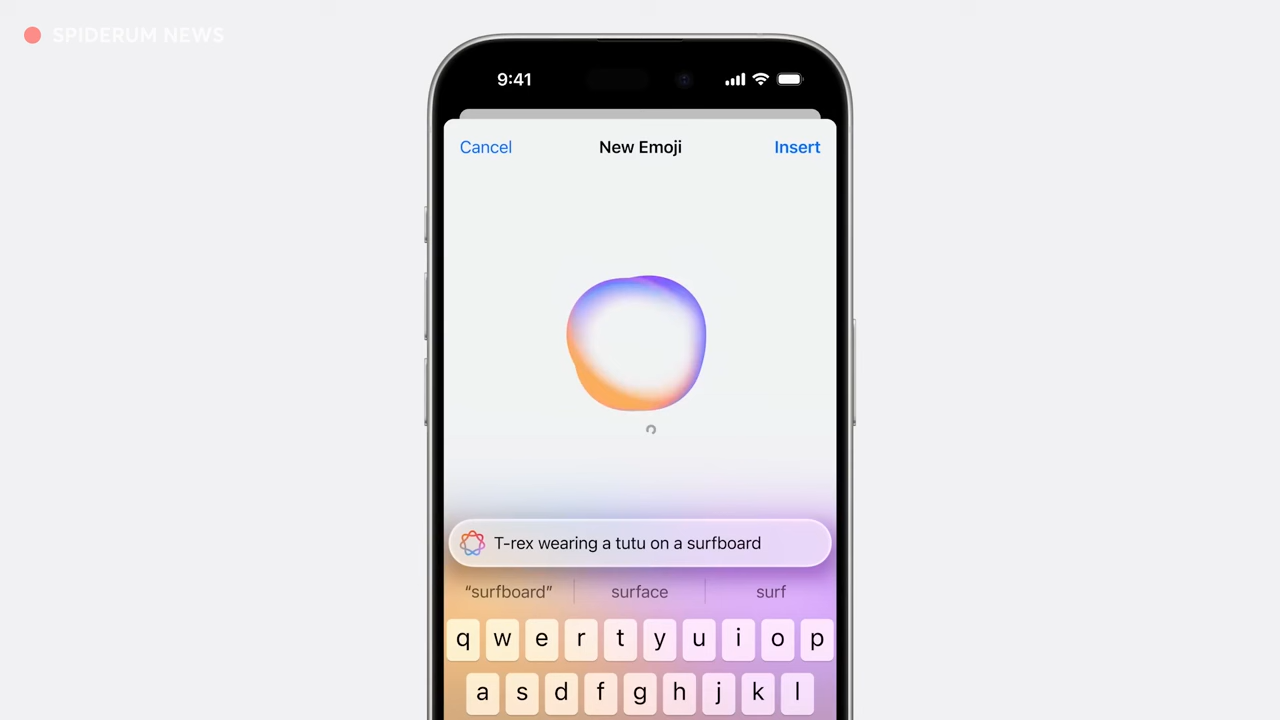 SPIDERUM NEWS
9:41
Cancel New Emoji Insert
T-rex wearing a tutu on a surfboard
“surfboard” surface surf
q w e r t y u i o p
a s d f g h j k l